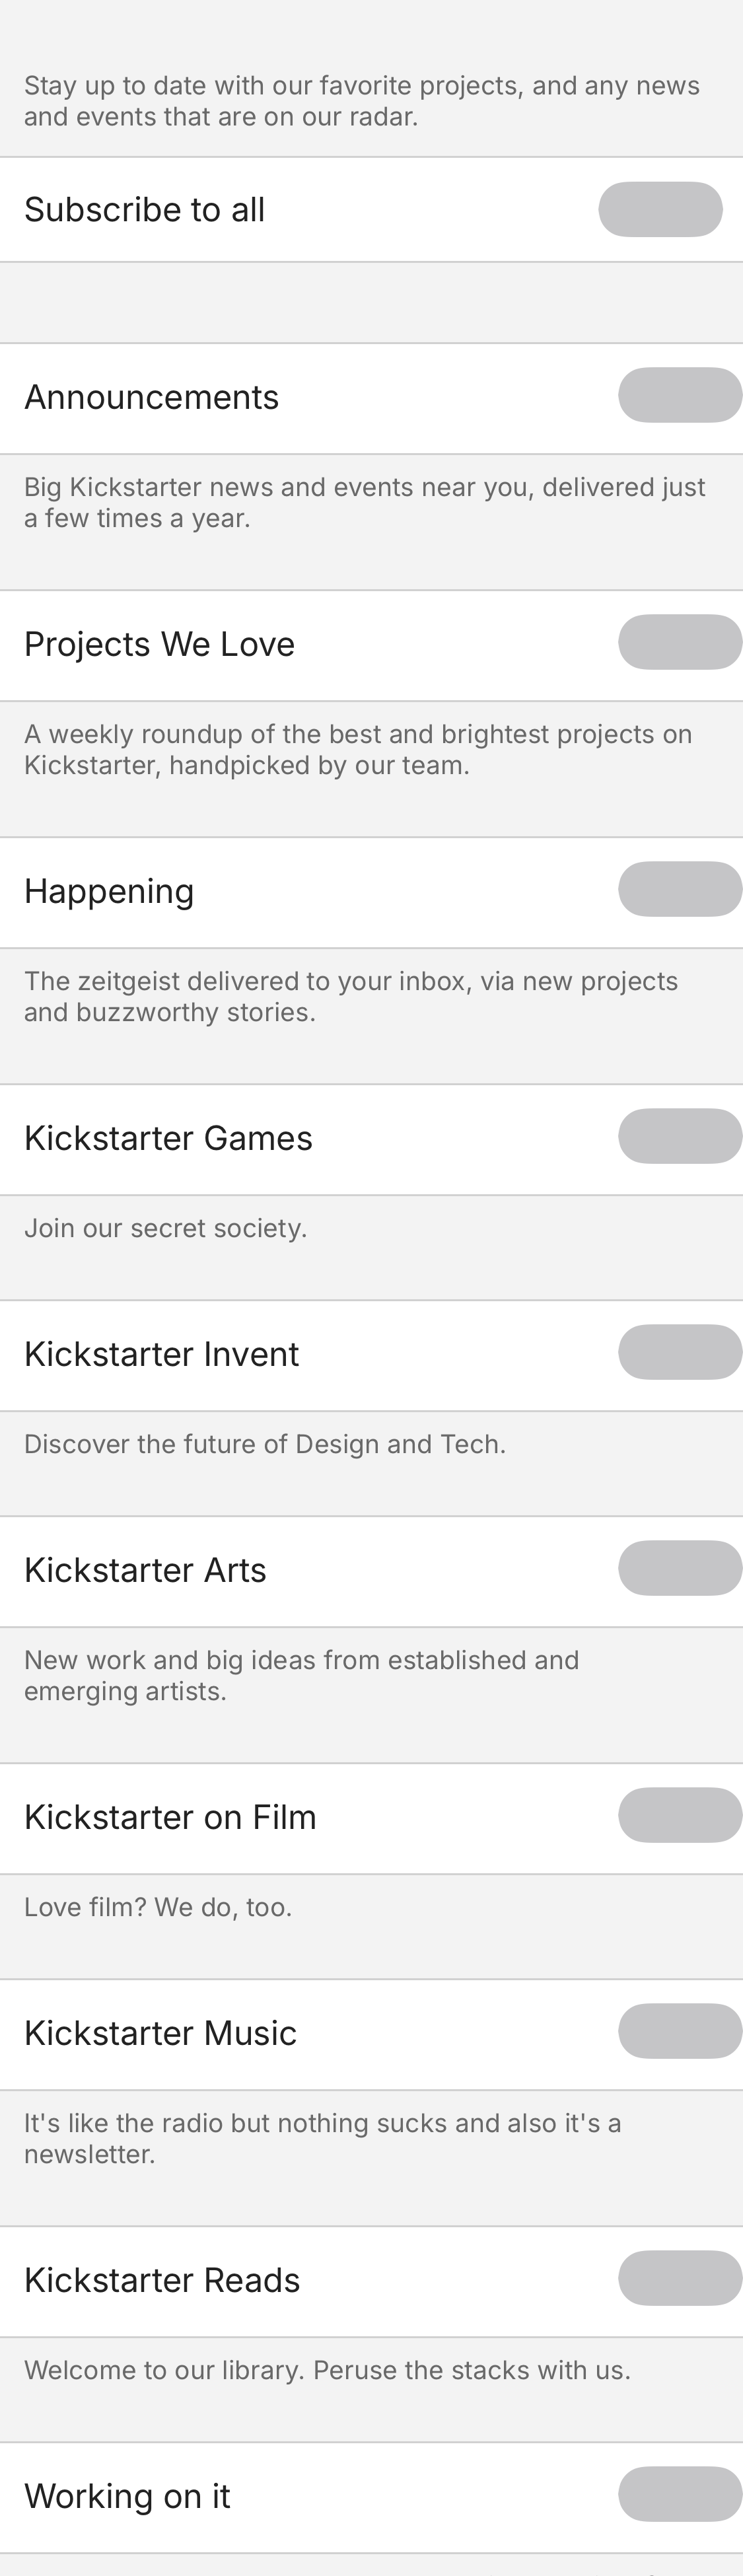 Stay up to date with our favorite projects, and any news
and events that are on our radar.
Subscribe to all
Announcements
Big Kickstarter news and events near you, delivered just
a few times a year.
Projects We Love
A weekly roundup of the best and brightest projects on
Kickstarter, handpicked by our team.
Happening
The zeitgeist delivered to your inbox, via new projects
and buzzworthy stories.
Kickstarter Games
Join our secret society.
Kickstarter Invent
Discover the future of Design and Tech.
Kickstarter Arts
New work and big ideas from established and
emerging artists.
Kickstarter on Film
Love film? We do, too.
Kickstarter Music
It's like the radio but nothing sucks and also it's a
newsletter.
Kickstarter Reads
Welcome to our library. Peruse the stacks with us.
Working on it